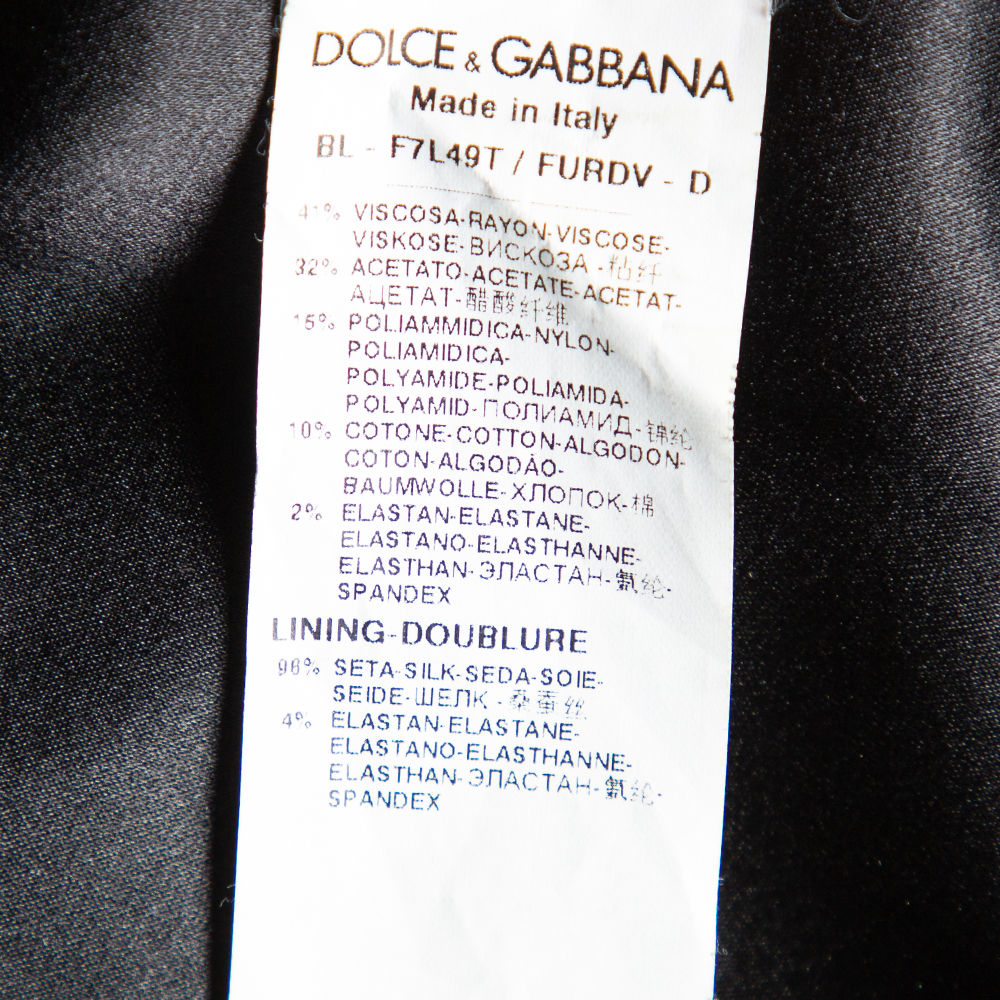 DOLCE & GABBANA
Made in Italy
BL - F7L49T / FURDV - D
41% VISCOSA-RAYON-VISCOSE-
VISKOSE-ВИСКОЗА -粘纤
32% ACETATO-ACETATE-ACETAT-
АЦЕТАТ-醋酸纤维
15% POLIAMMIDICA-NYLON-
POLIAMIDICA-
POLYAMIDE-POLIAMIDA-
POLYAMID-ПОЛИАМИД-锦纶
10% COTONE-COTTON-ALGODON-
COTON-ALGODÃO-
BAUMWOLLE-ХЛОПОК-棉
2% ELASTAN-ELASTANE-
ELASTANO-ELASTHANNE-
ELASTHAN-ЭЛАСТАН-氨纶-
SPANDEX
LINING-DOUBLURE
96% SETA-SILK-SEDA-SOIE-
SEIDE-ШЕЛК -桑蚕丝
4% ELASTAN-ELASTANE-
ELASTANO-ELASTHANNE-
ELASTHAN-ЭЛАСТАН-氨纶-
SPANDEX